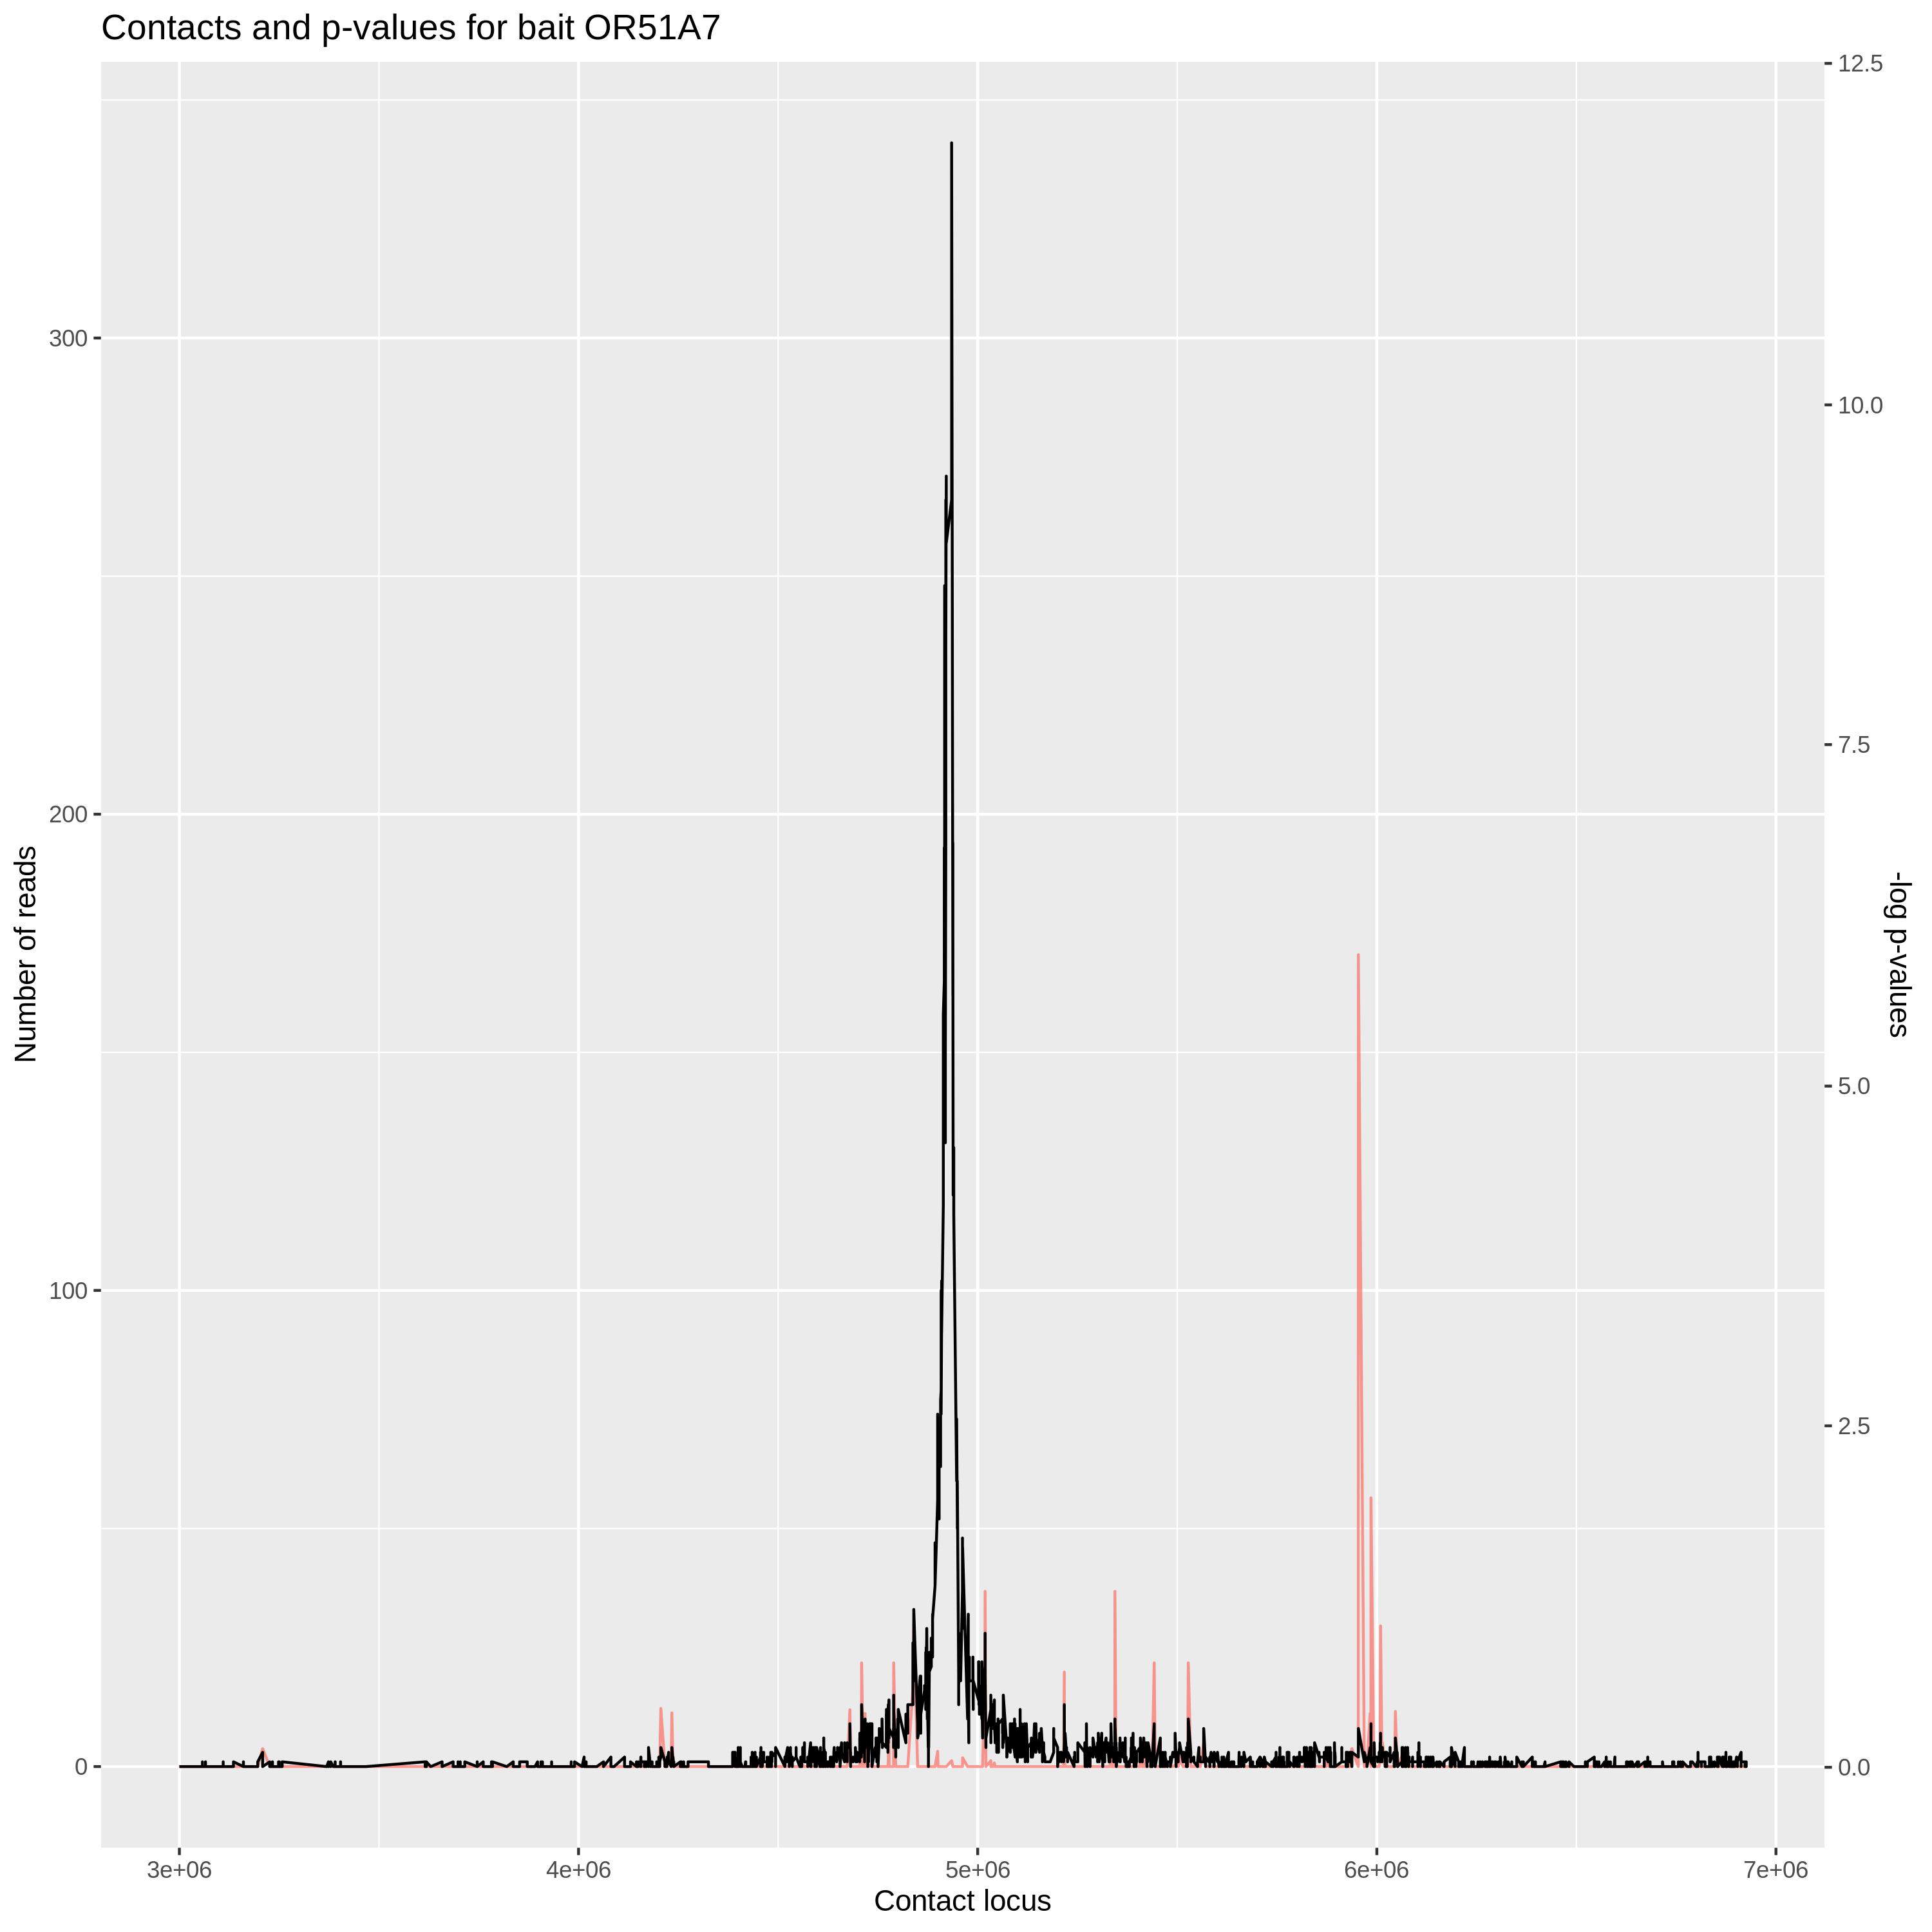 Contacts and p-values for bait OR51A7
12.5
10.0
7.5
5.0
2.5
0.0
-log p-values
300
200
100
0
Number of reads
3e+06 4e+06 5e+06 6e+06 7e+06
Contact locus